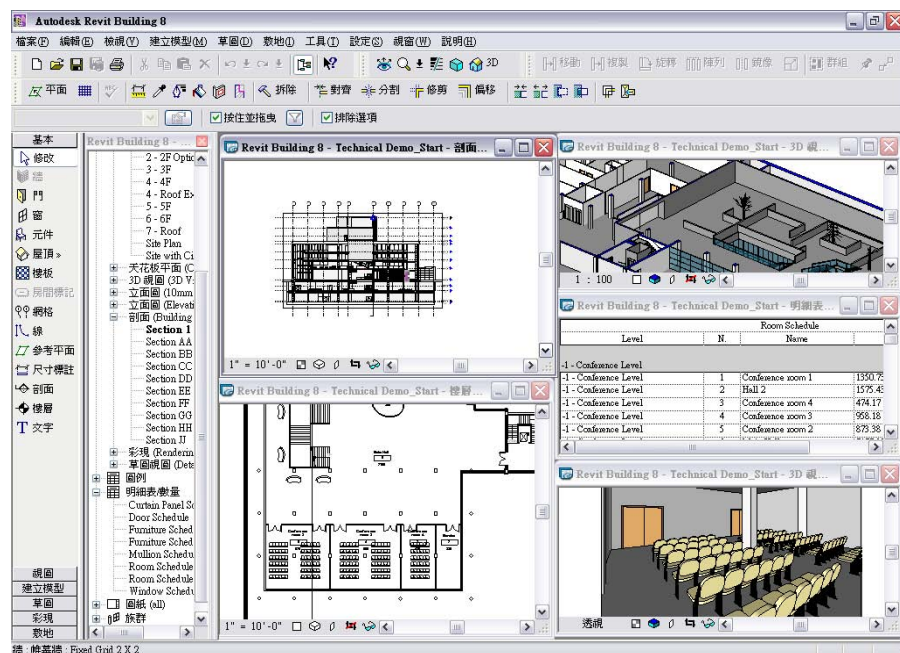 Autodesk Revit Building 8
檔案(F) 編輯(E) 檢視(V) 建立模型(M) 草圖(D) 敷地(I) 工具(T) 設定(S) 視窗(W) 說明(H)
3D 移動 複製 旋轉 陣列 鏡像 群組
平面 拆除 對齊 分割 修剪 偏移
按住並拖曳 排除選項
基本
修改
牆
門
窗
元件
屋頂 »
樓板
房間標記
網格
線
參考平面
尺寸標註
剖面
樓層
文字
視圖
建立模型
草圖
彩現
敷地
Revit Building 8 - ...
2 - 2F Optic
3 - 3F
4 - 4F
4 - Roof Ex
5 - 5F
6 - 6F
7 - Roof
Site Plan
Site with Ci
天花板平面 (C
3D 視圖 (3D V
立面圖 (10mm
立面圖 (Elevati
剖面 (Building
Section 1
Section AA
Section BB
Section CC
Section DD
Section EE
Section FF
Section GG
Section HH
Section JJ
彩現 (Renderin
草圖視圖 (Deta
圖例
明細表/數量
Curtain Panel Sc
Door Schedule
Furniture Sched
Furniture Sched
Mullion Schedu
Room Schedule
Room Schedule
Window Schedu
圖紙 (all)
族群
Revit Building 8 - Technical Demo_Start - 剖面...
1" = 10'-0"
Revit Building 8 - Technical Demo_Start - 樓層...
1" = 10'-0"
Revit Building 8 - Technical Demo_Start - 3D 視...
1 : 100
Revit Building 8 - Technical Demo_Start - 明細表...
Room Schedule
Level N. Name
-1 - Conference Level
-1 - Conference Level 1 Conference room 1 1350.75
-1 - Conference Level 2 Hall 2 1575.45
-1 - Conference Level 3 Conference room 4 474.17
-1 - Conference Level 4 Conference room 3 958.18
-1 - Conference Level 5 Conference room 2 873.38
Revit Building 8 - Technical Demo_Start - 3D 視...
透視
牆 : 帷幕牆 : Fixed Grid 2 X 2